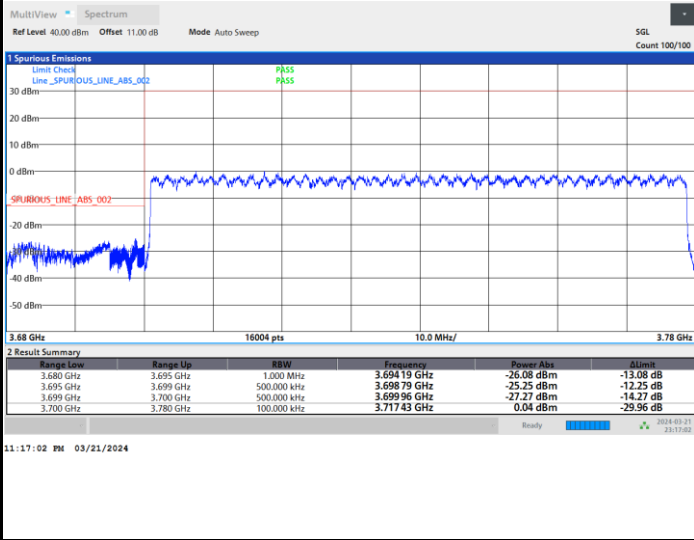 MultiView Spectrum
Ref Level 40.00 dBm Offset 11.00 dB Mode Auto Sweep SGL
Count 100/100
1 Spurious Emissions
Limit Check PASS
Line _SPURIOUS_LINE_ABS_002 PASS
30 dBm
20 dBm
10 dBm
0 dBm
_SPURIOUS_LINE_ABS_002
-20 dBm
-30 dBm
-40 dBm
-50 dBm
3.68 GHz 16004 pts 10.0 MHz/ 3.78 GHz
2 Result Summary
Range Low Range Up RBW Frequency Power Abs ΔLimit
3.680 GHz 3.695 GHz 1.000 MHz 3.694 19 GHz -26.08 dBm -13.08 dB
3.695 GHz 3.699 GHz 500.000 kHz 3.698 79 GHz -25.25 dBm -12.25 dB
3.699 GHz 3.700 GHz 500.000 kHz 3.699 96 GHz -27.27 dBm -14.27 dB
3.700 GHz 3.780 GHz 100.000 kHz 3.717 43 GHz 0.04 dBm -29.96 dB
Ready 2024-03-21
23:17:02
11:17:02 PM 03/21/2024